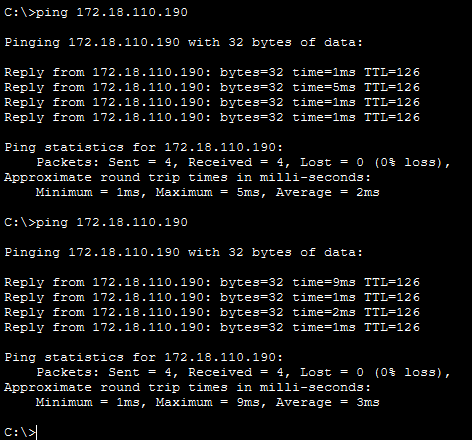 C:\>ping 172.18.110.190
Pinging 172.18.110.190 with 32 bytes of data:
Reply from 172.18.110.190: bytes=32 time=1ms TTL=126
Reply from 172.18.110.190: bytes=32 time=5ms TTL=126
Reply from 172.18.110.190: bytes=32 time=1ms TTL=126
Reply from 172.18.110.190: bytes=32 time=1ms TTL=126
Ping statistics for 172.18.110.190:
    Packets: Sent = 4, Received = 4, Lost = 0 (0% loss),
Approximate round trip times in milli-seconds:
    Minimum = 1ms, Maximum = 5ms, Average = 2ms
C:\>ping 172.18.110.190
Pinging 172.18.110.190 with 32 bytes of data:
Reply from 172.18.110.190: bytes=32 time=9ms TTL=126
Reply from 172.18.110.190: bytes=32 time=1ms TTL=126
Reply from 172.18.110.190: bytes=32 time=2ms TTL=126
Reply from 172.18.110.190: bytes=32 time=1ms TTL=126
Ping statistics for 172.18.110.190:
    Packets: Sent = 4, Received = 4, Lost = 0 (0% loss),
Approximate round trip times in milli-seconds:
    Minimum = 1ms, Maximum = 9ms, Average = 3ms
C:\>